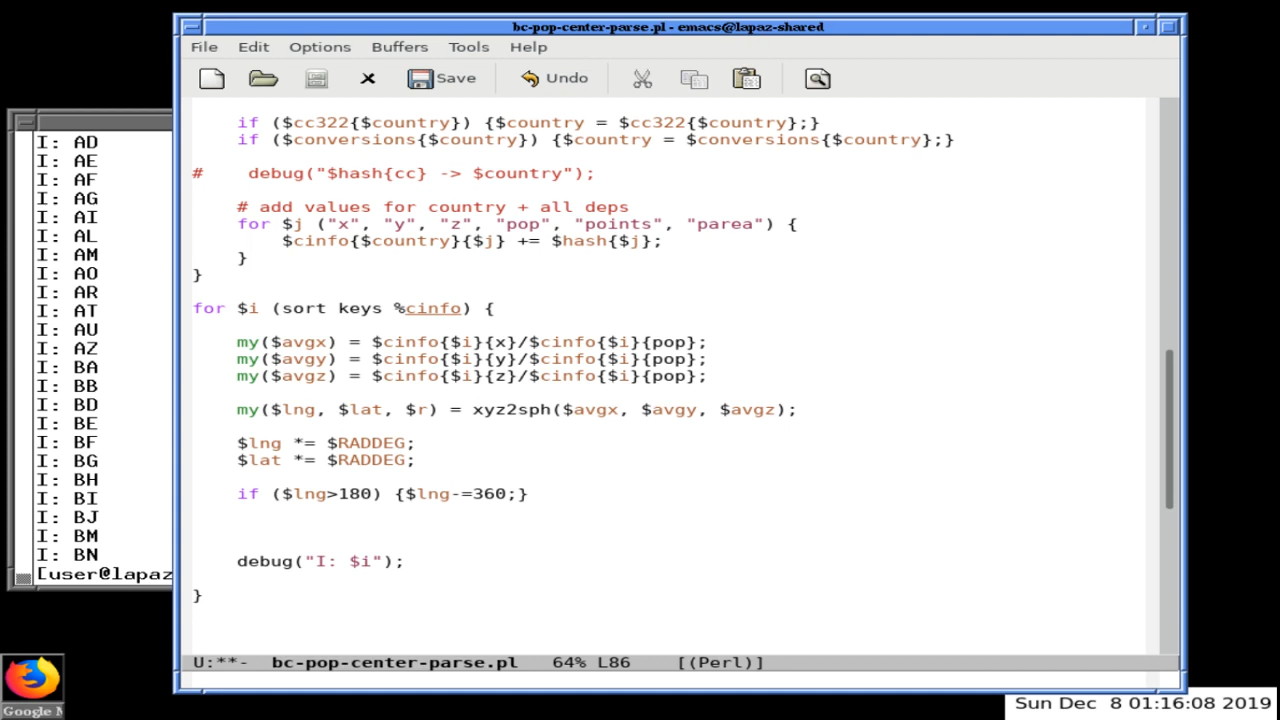 bc-pop-center-parse.pl - emacs@lapaz-shared
File Edit Options Buffers Tools Help
Save Undo
if ($cc322{$country}) {$country = $cc322{$country};}
if ($conversions{$country}) {$country = $conversions{$country};}
# debug("$hash{cc} -> $country");
# add values for country + all deps
for $j ("x", "y", "z", "pop", "points", "parea") {
$cinfo{$country}{$j} += $hash{$j};
}
}
for $i (sort keys %cinfo) {
my($avgx) = $cinfo{$i}{x}/$cinfo{$i}{pop};
my($avgy) = $cinfo{$i}{y}/$cinfo{$i}{pop};
my($avgz) = $cinfo{$i}{z}/$cinfo{$i}{pop};
my($lng, $lat, $r) = xyz2sph($avgx, $avgy, $avgz);
$lng *= $RADDEG;
$lat *= $RADDEG;
if ($lng>180) {$lng-=360;}
debug("I: $i");
}
U:**- bc-pop-center-parse.pl 64% L86 [(Perl)]
I: AD
I: AE
I: AF
I: AG
I: AI
I: AL
I: AM
I: AO
I: AR
I: AT
I: AU
I: AZ
I: BA
I: BB
I: BD
I: BE
I: BF
I: BG
I: BH
I: BI
I: BJ
I: BM
I: BN
[user@lapaz
Google M
Sun Dec 8 01:16:08 2019